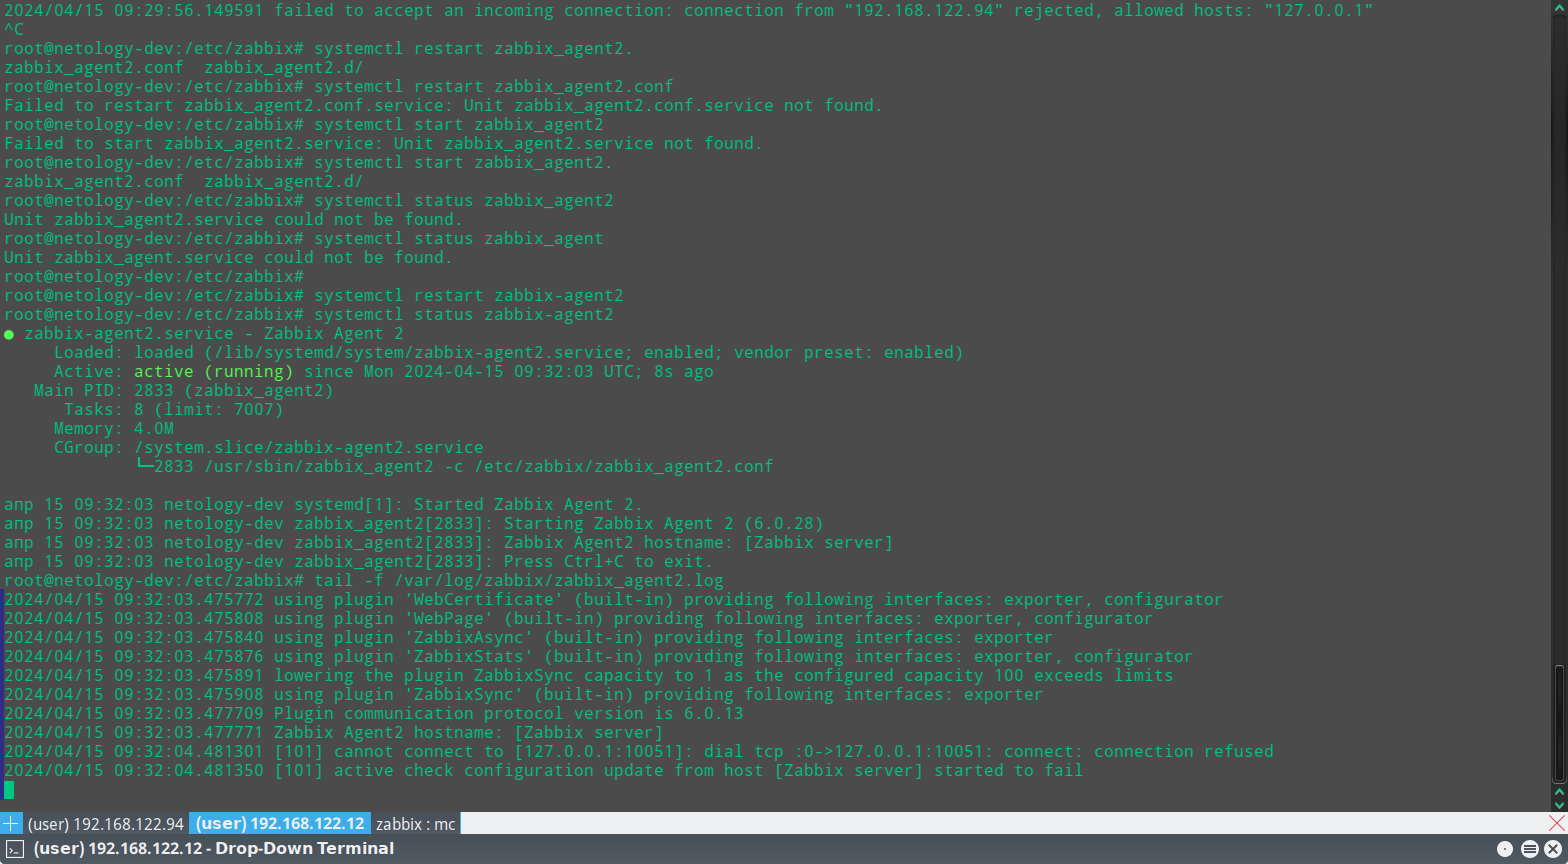 2024/04/15 09:29:56.149591 failed to accept an incoming connection: connection from "192.168.122.94" rejected, allowed hosts: "127.0.0.1"
^C
root@netology-dev:/etc/zabbix# systemctl restart zabbix_agent2.
zabbix_agent2.conf  zabbix_agent2.d/
root@netology-dev:/etc/zabbix# systemctl restart zabbix_agent2.conf
Failed to restart zabbix_agent2.conf.service: Unit zabbix_agent2.conf.service not found.
root@netology-dev:/etc/zabbix# systemctl start zabbix_agent2
Failed to start zabbix_agent2.service: Unit zabbix_agent2.service not found.
root@netology-dev:/etc/zabbix# systemctl start zabbix_agent2.
zabbix_agent2.conf  zabbix_agent2.d/
root@netology-dev:/etc/zabbix# systemctl status zabbix_agent2
Unit zabbix_agent2.service could not be found.
root@netology-dev:/etc/zabbix# systemctl status zabbix_agent
Unit zabbix_agent.service could not be found.
root@netology-dev:/etc/zabbix#
root@netology-dev:/etc/zabbix# systemctl restart zabbix-agent2
root@netology-dev:/etc/zabbix# systemctl status zabbix-agent2
● zabbix-agent2.service - Zabbix Agent 2
     Loaded: loaded (/lib/systemd/system/zabbix-agent2.service; enabled; vendor preset: enabled)
     Active: active (running) since Mon 2024-04-15 09:32:03 UTC; 8s ago
   Main PID: 2833 (zabbix_agent2)
      Tasks: 8 (limit: 7007)
     Memory: 4.0M
     CGroup: /system.slice/zabbix-agent2.service
             └─2833 /usr/sbin/zabbix_agent2 -c /etc/zabbix/zabbix_agent2.conf
апр 15 09:32:03 netology-dev systemd[1]: Started Zabbix Agent 2.
апр 15 09:32:03 netology-dev zabbix_agent2[2833]: Starting Zabbix Agent 2 (6.0.28)
апр 15 09:32:03 netology-dev zabbix_agent2[2833]: Zabbix Agent2 hostname: [Zabbix server]
апр 15 09:32:03 netology-dev zabbix_agent2[2833]: Press Ctrl+C to exit.
root@netology-dev:/etc/zabbix# tail -f /var/log/zabbix/zabbix_agent2.log
2024/04/15 09:32:03.475772 using plugin 'WebCertificate' (built-in) providing following interfaces: exporter, configurator
2024/04/15 09:32:03.475808 using plugin 'WebPage' (built-in) providing following interfaces: exporter, configurator
2024/04/15 09:32:03.475840 using plugin 'ZabbixAsync' (built-in) providing following interfaces: exporter
2024/04/15 09:32:03.475876 using plugin 'ZabbixStats' (built-in) providing following interfaces: exporter, configurator
2024/04/15 09:32:03.475891 lowering the plugin ZabbixSync capacity to 1 as the configured capacity 100 exceeds limits
2024/04/15 09:32:03.475908 using plugin 'ZabbixSync' (built-in) providing following interfaces: exporter
2024/04/15 09:32:03.477709 Plugin communication protocol version is 6.0.13
2024/04/15 09:32:03.477771 Zabbix Agent2 hostname: [Zabbix server]
2024/04/15 09:32:04.481301 [101] cannot connect to [127.0.0.1:10051]: dial tcp :0->127.0.0.1:10051: connect: connection refused
2024/04/15 09:32:04.481350 [101] active check configuration update from host [Zabbix server] started to fail
(user) 192.168.122.94 (user) 192.168.122.12 zabbix : mc
(user) 192.168.122.12 - Drop-Down Terminal